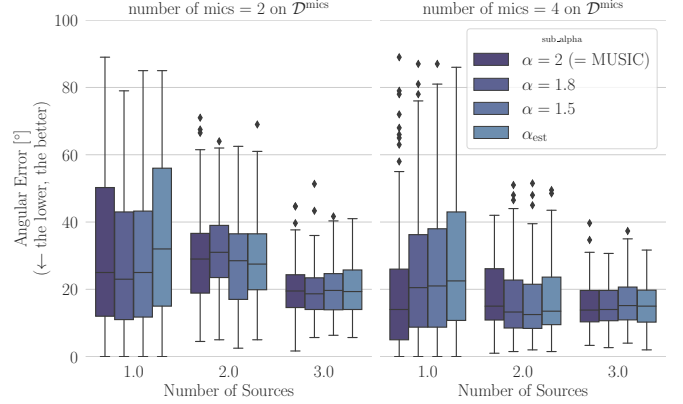 number of mics = 2 on 𝒟^mics
number of mics = 4 on 𝒟^mics
100
80
60
40
20
0
Angular Error [°]
(← the lower, the better)
sub_alpha
α = 2 (= MUSIC)
α = 1.8
α = 1.5
α_est
1.0
2.0
3.0
Number of Sources
1.0
2.0
3.0
Number of Sources